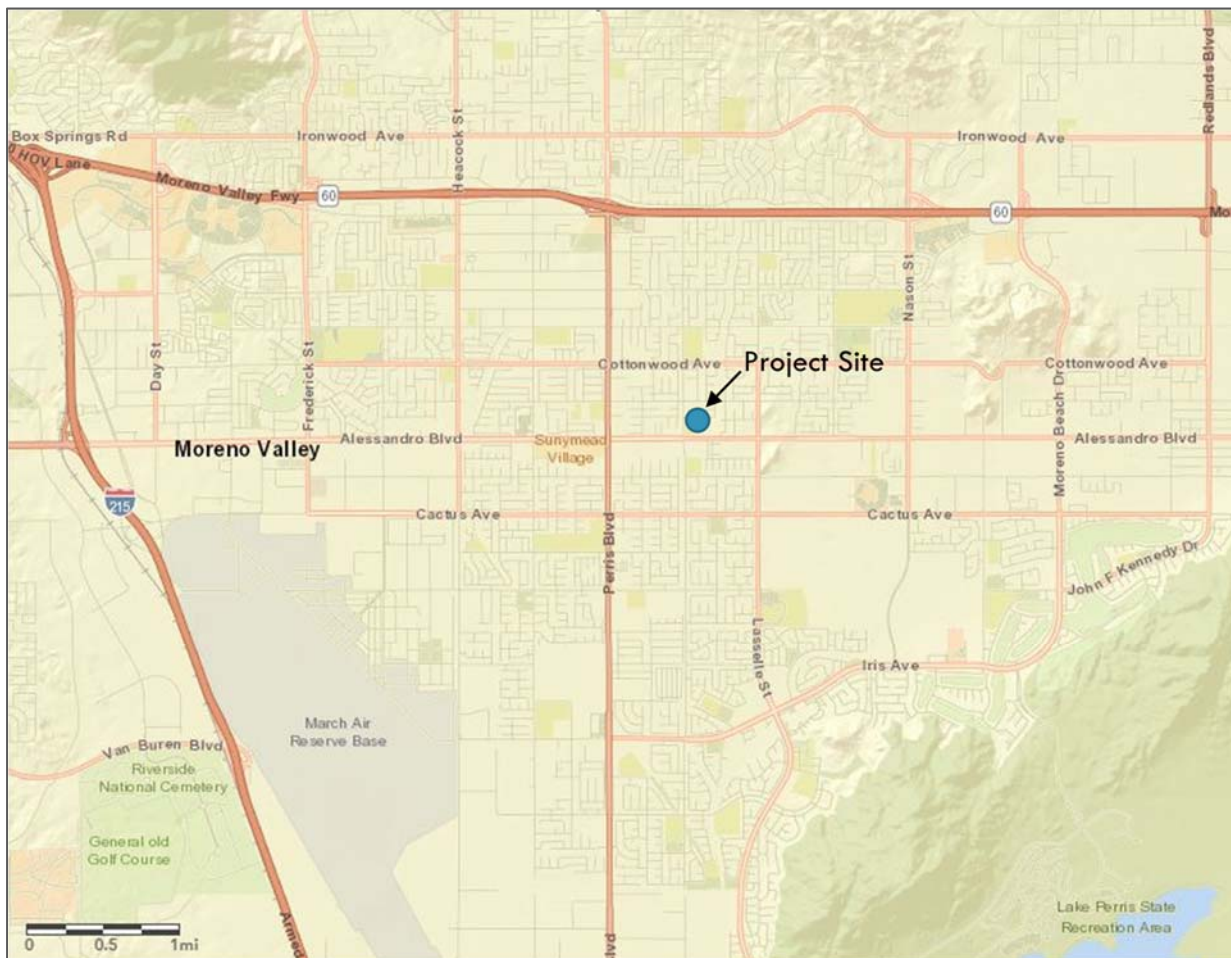 Redlands Blvd
Box Springs Rd
Ironwood Ave
Ironwood Ave
HOV Lane
Heacock St
Moreno Valley Fwy
60
60
Mo
Nason St
Day St
Frederick St
Cottonwood Ave
Project Site
Cottonwood Ave
Moreno Beach Dr
Moreno Valley
Alessandro Blvd
Sunymead
Village
Alessandro Blvd
215
Cactus Ave
Cactus Ave
Perris Blvd
John F Kennedy Dr
Lasselle St
Iris Ave
March Air
Reserve Base
Van Buren Blvd
Riverside
National Cemetery
General old
Golf Course
Armed
lvd
Lake Perris State
Recreation Area
0 0.5 1mi